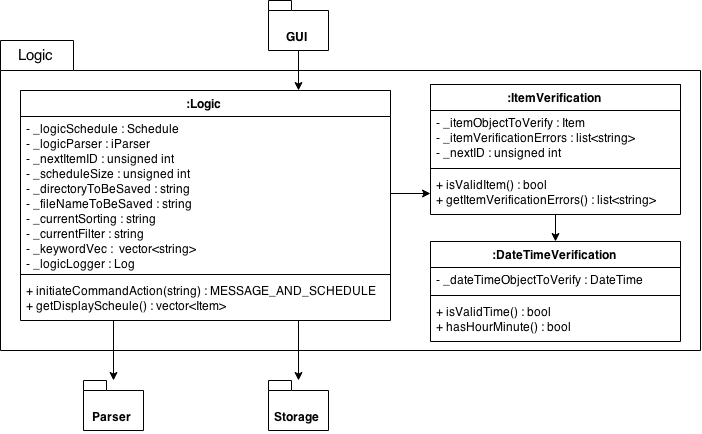 GUI
Logic
:Logic
- _logicSchedule : Schedule
- _logicParser : iParser
- _nextItemID : unsigned int
- _scheduleSize : unsigned int
- _directoryToBeSaved : string
- _fileNameToBeSaved : string
- _currentSorting : string
- _currentFilter : string
- _keywordVec : vector<string>
- _logicLogger : Log
+ initiateCommandAction(string) : MESSAGE_AND_SCHEDULE
+ getDisplayScheule() : vector<Item>
:ItemVerification
- _itemObjectToVerify : Item
- _itemVerificationErrors : list<string>
- _nextID : unsigned int
+ isValidItem() : bool
+ getItemVerificationErrors() : list<string>
:DateTimeVerification
- _dateTimeObjectToVerify : DateTime
+ isValidTime() : bool
+ hasHourMinute() : bool
Parser
Storage